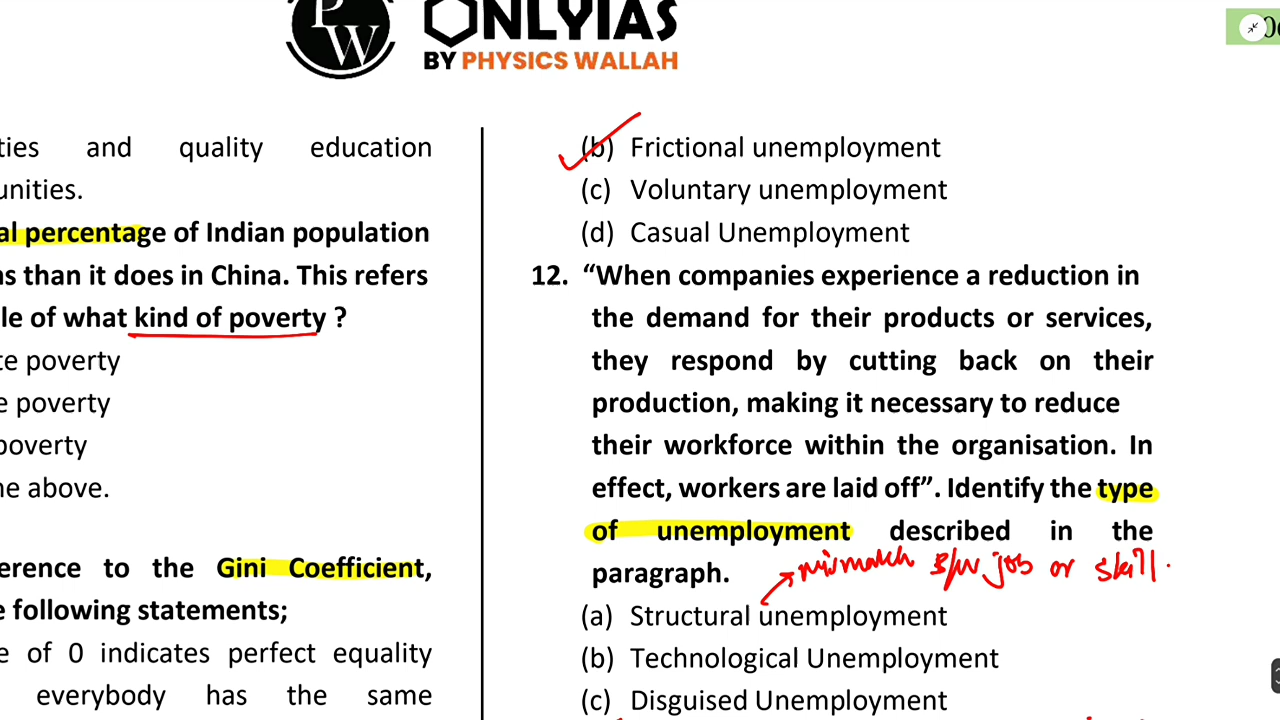 PW
ONLYIAS
BY PHYSICS WALLAH
ties and quality education
unities.
al percentage of Indian population
ns than it does in China. This refers
le of what kind of poverty ?
te poverty
e poverty
poverty
he above.
erence to the Gini Coefficient,
e following statements;
e of 0 indicates perfect equality
everybody has the same
(b) Frictional unemployment
(c) Voluntary unemployment
(d) Casual Unemployment
12. “When companies experience a reduction in
the demand for their products or services,
they respond by cutting back on their
production, making it necessary to reduce
their workforce within the organisation. In
effect, workers are laid off”. Identify the type
of unemployment described in the
paragraph.
mismatch B/W job or skill.
(a) Structural unemployment
(b) Technological Unemployment
(c) Disguised Unemployment